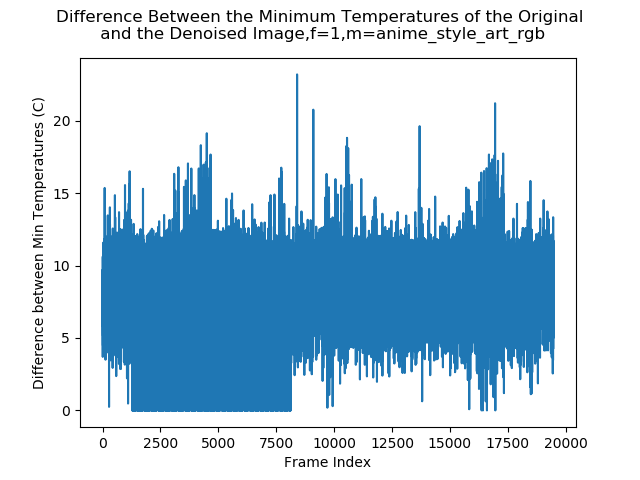 Difference Between the Minimum Temperatures of the Original
and the Denoised Image,f=1,m=anime_style_art_rgb
Difference between Min Temperatures (C)
20
15
10
5
0
0 2500 5000 7500 10000 12500 15000 17500 20000
Frame Index